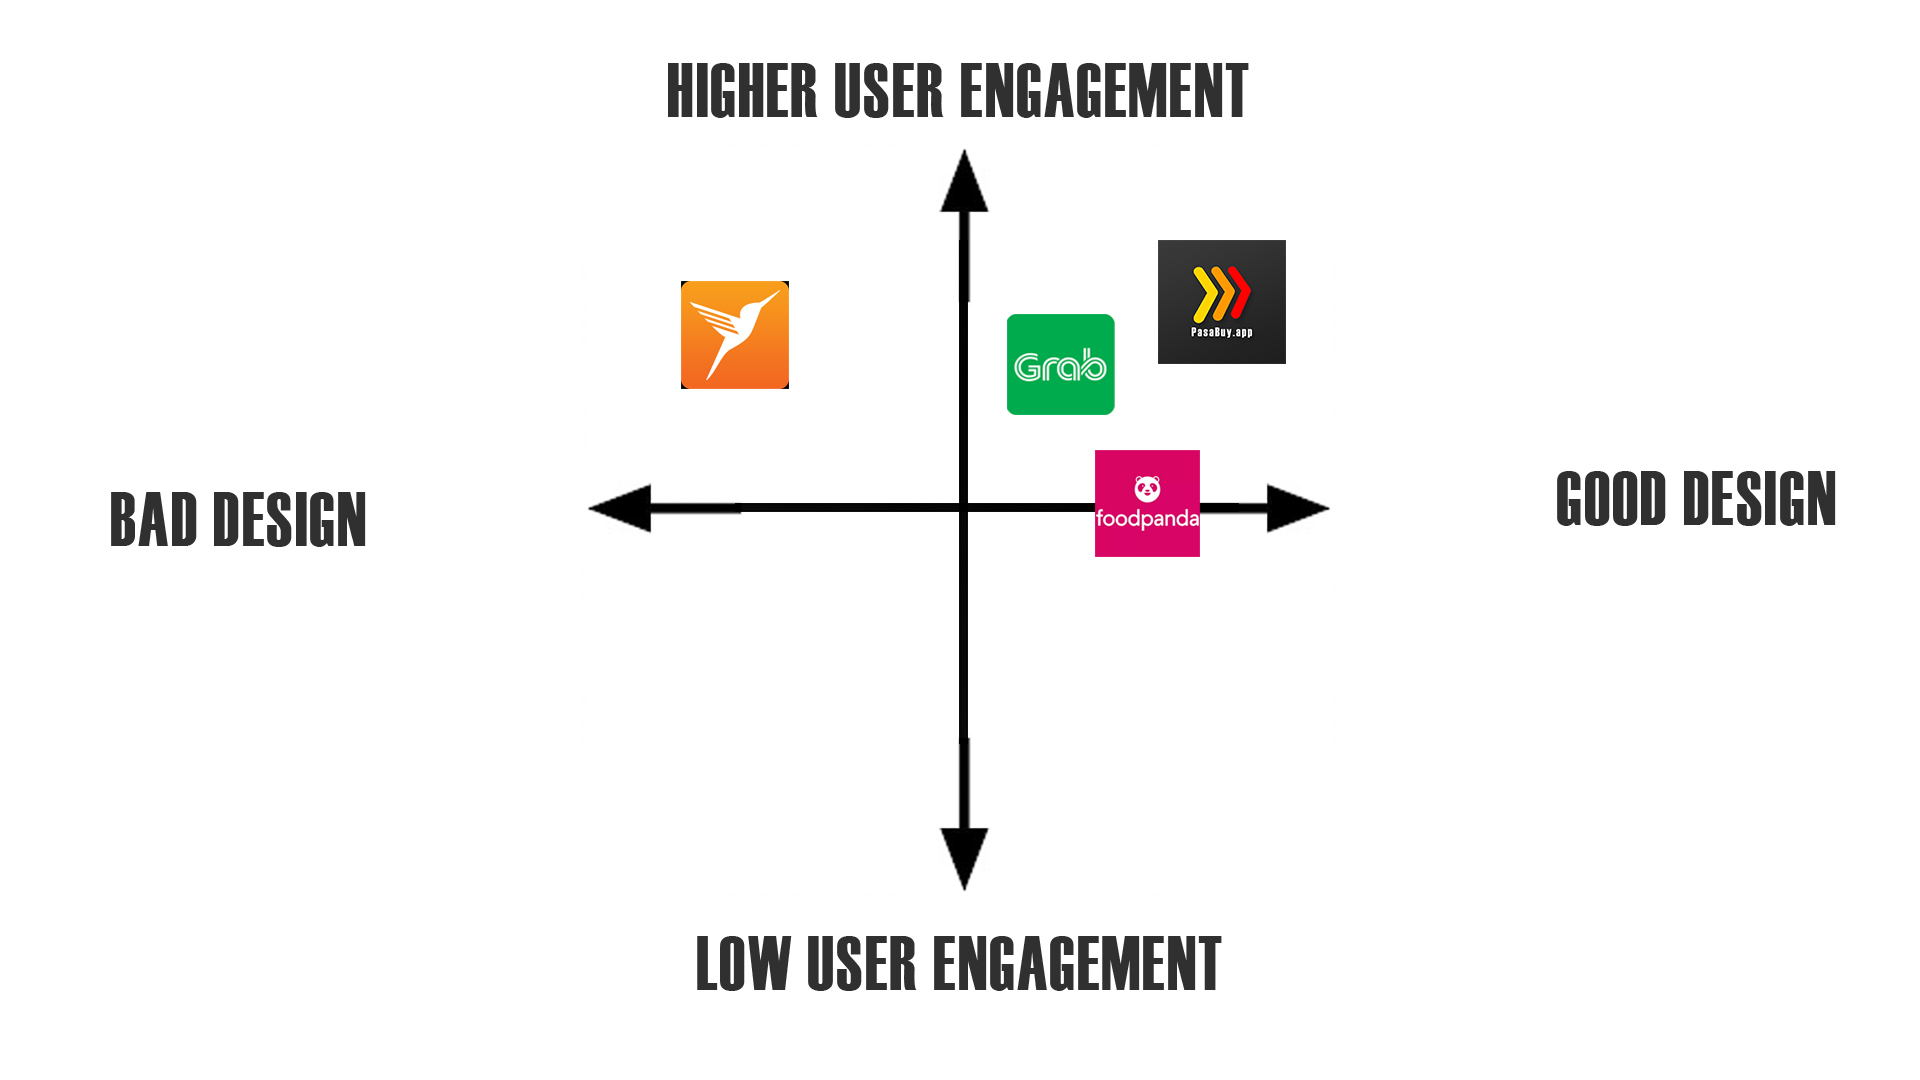 HIGHER USER ENGAGEMENT
PasaBuy.app
Grab
foodpanda
BAD DESIGN
GOOD DESIGN
LOW USER ENGAGEMENT